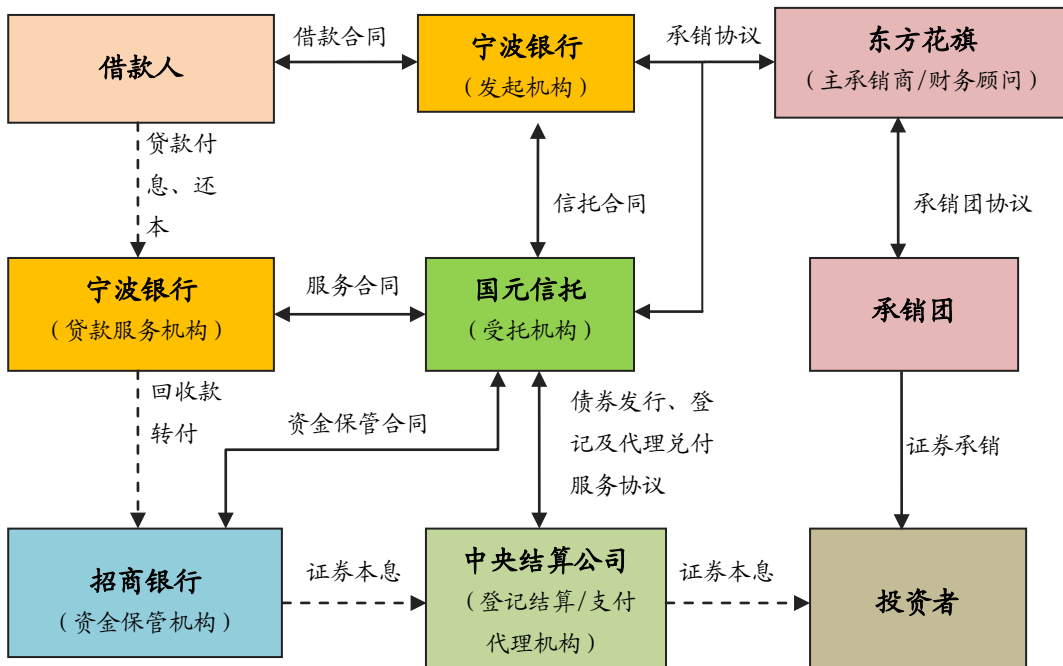 借款人
借款合同
宁波银行
（发起机构）
承销协议
东方花旗
（主承销商/财务顾问）
贷款付
息、还
本
信托合同
承销团协议
宁波银行
（贷款服务机构）
服务合同
国元信托
（受托机构）
承销团
回收款
转付
资金保管合同
债券发行、登
记及代理兑付
服务协议
证券承销
招商银行
（资金保管机构）
证券本息
中央结算公司
（登记结算/支付
代理机构）
证券本息
投资者